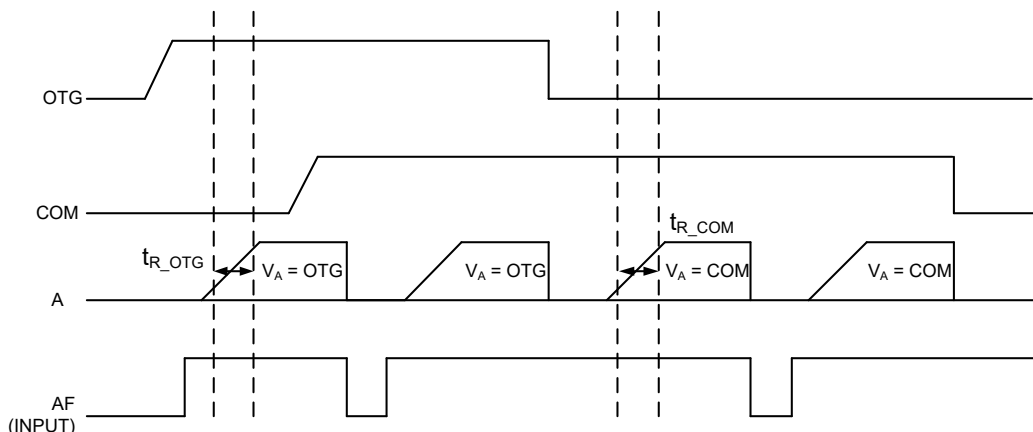 OTG
COM
t_R_OTG
t_R_COM
V_A = OTG
V_A = OTG
V_A = COM
V_A = COM
A
AF
(INPUT)